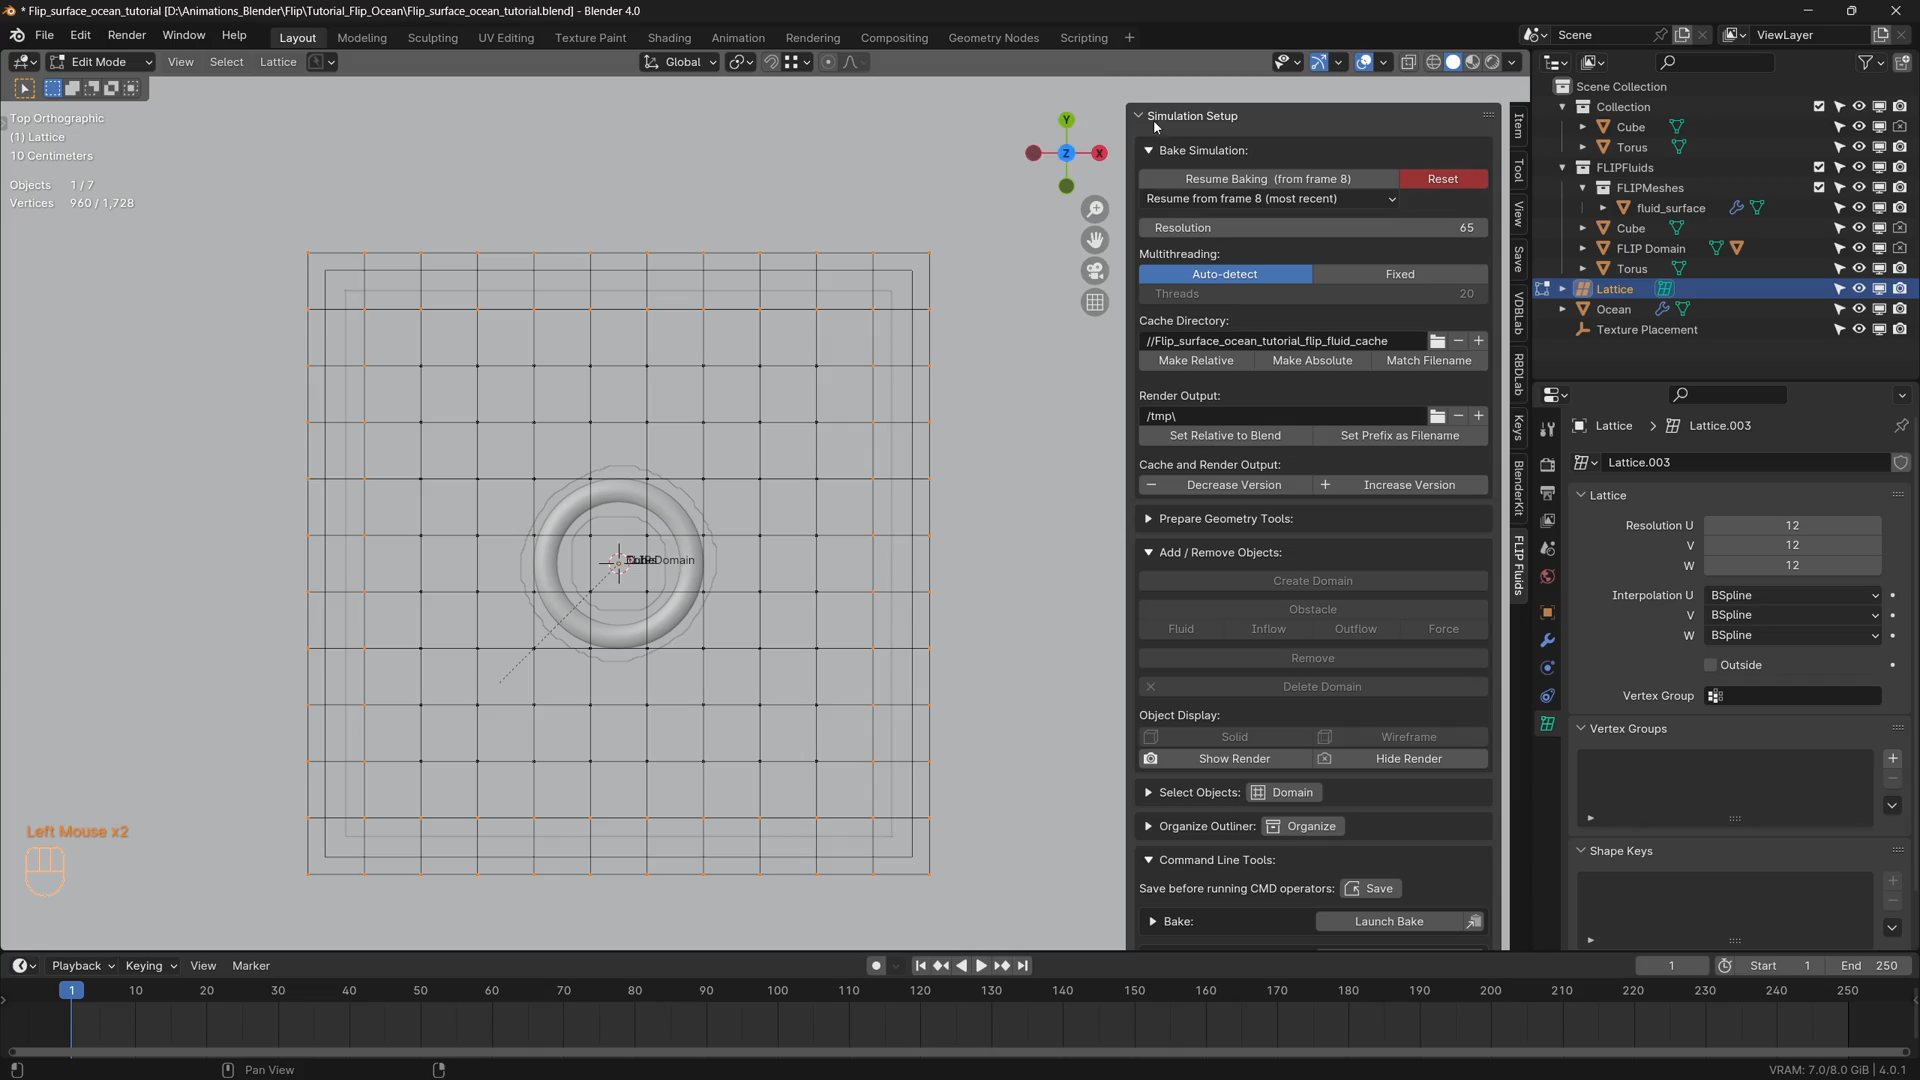 * Flip_surface_ocean_tutorial [D:\Animations_Blender\Flip\Tutorial_Flip_Ocean\Flip_surface_ocean_tutorial.blend] - Blender 4.0
File Edit Render Window Help Layout Modeling Sculpting UV Editing Texture Paint Shading Animation Rendering Compositing Geometry Nodes Scripting + Scene ViewLayer
Edit Mode View Select Lattice Global
Top Orthographic
(1) Lattice
10 Centimeters
Objects 1 / 7
Vertices 960 / 1,728
Y
X
Z
Domain
Left Mouse x2
Simulation Setup
Bake Simulation:
Resume Baking (from frame 8) Reset
Resume from frame 8 (most recent)
Resolution 65
Multithreading:
Auto-detect Fixed
Threads 20
Cache Directory:
//Flip_surface_ocean_tutorial_flip_fluid_cache
Make Relative Make Absolute Match Filename
Render Output:
/tmp\
Set Relative to Blend Set Prefix as Filename
Cache and Render Output:
Decrease Version Increase Version
Prepare Geometry Tools:
Add / Remove Objects:
Create Domain
Obstacle
Fluid Inflow Outflow Force
Remove
Delete Domain
Object Display:
Solid Wireframe
Show Render Hide Render
Select Objects: Domain
Organize Outliner: Organize
Command Line Tools:
Save before running CMD operators: Save
Bake: Launch Bake
Item
Tool
View
Save
VDBLab
RBDLab
Keys
BlenderKit
FLIP Fluids
Scene Collection
Collection
Cube
Torus
FLIPFluids
FLIPMeshes
fluid_surface
Cube
FLIP Domain
Torus
Lattice
Ocean
Texture Placement
Lattice > Lattice.003
Lattice.003
Lattice
Resolution U 12
V 12
W 12
Interpolation U BSpline
V BSpline
W BSpline
Outside
Vertex Group
Vertex Groups
Shape Keys
Playback Keying View Marker 1 Start 1 End 250
1 10 20 30 40 50 60 70 80 90 100 110 120 130 140 150 160 170 180 190 200 210 220 230 240 250
Pan View VRAM: 7.0/8.0 GiB | 4.0.1